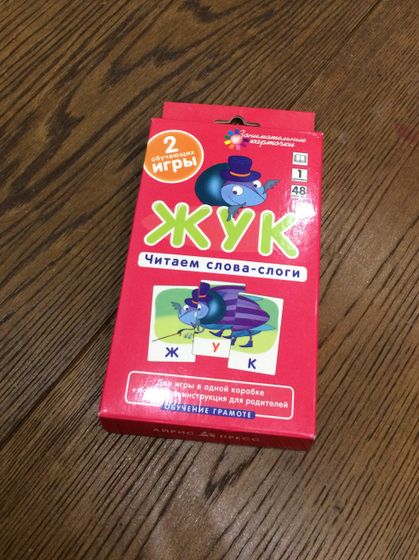 Занимательные
карточки
2
обучающих
игры
1
48
ЖУК
Читаем слова-слоги
Ж У К
Две игры в одной коробке
инструкция для родителей
ОБУЧЕНИЕ ГРАМОТЕ
АЙРИС ПРЕСС